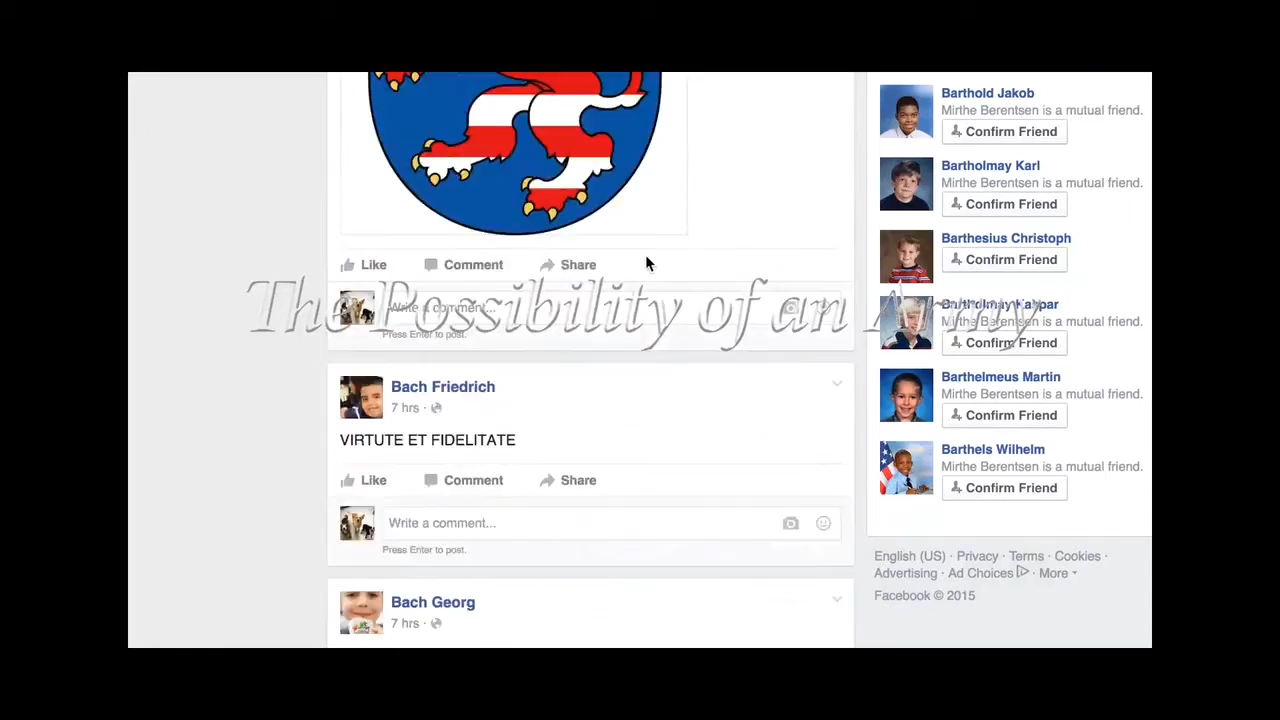 Like Comment Share
Write a comment...
Press Enter to post.
The Possibility of an Army
Bach Friedrich
7 hrs ·
VIRTUTE ET FIDELITATE
Like Comment Share
Write a comment...
Press Enter to post.
Bach Georg
7 hrs ·
Barthold Jakob
Mirthe Berentsen is a mutual friend.
Confirm Friend
Bartholmay Karl
Mirthe Berentsen is a mutual friend.
Confirm Friend
Barthesius Christoph
Confirm Friend
Bartholmay Kaspar
Mirthe Berentsen is a mutual friend.
Confirm Friend
Barthelmeus Martin
Mirthe Berentsen is a mutual friend.
Confirm Friend
Barthels Wilhelm
Mirthe Berentsen is a mutual friend.
Confirm Friend
English (US) · Privacy · Terms · Cookies ·
Advertising · Ad Choices · More
Facebook © 2015